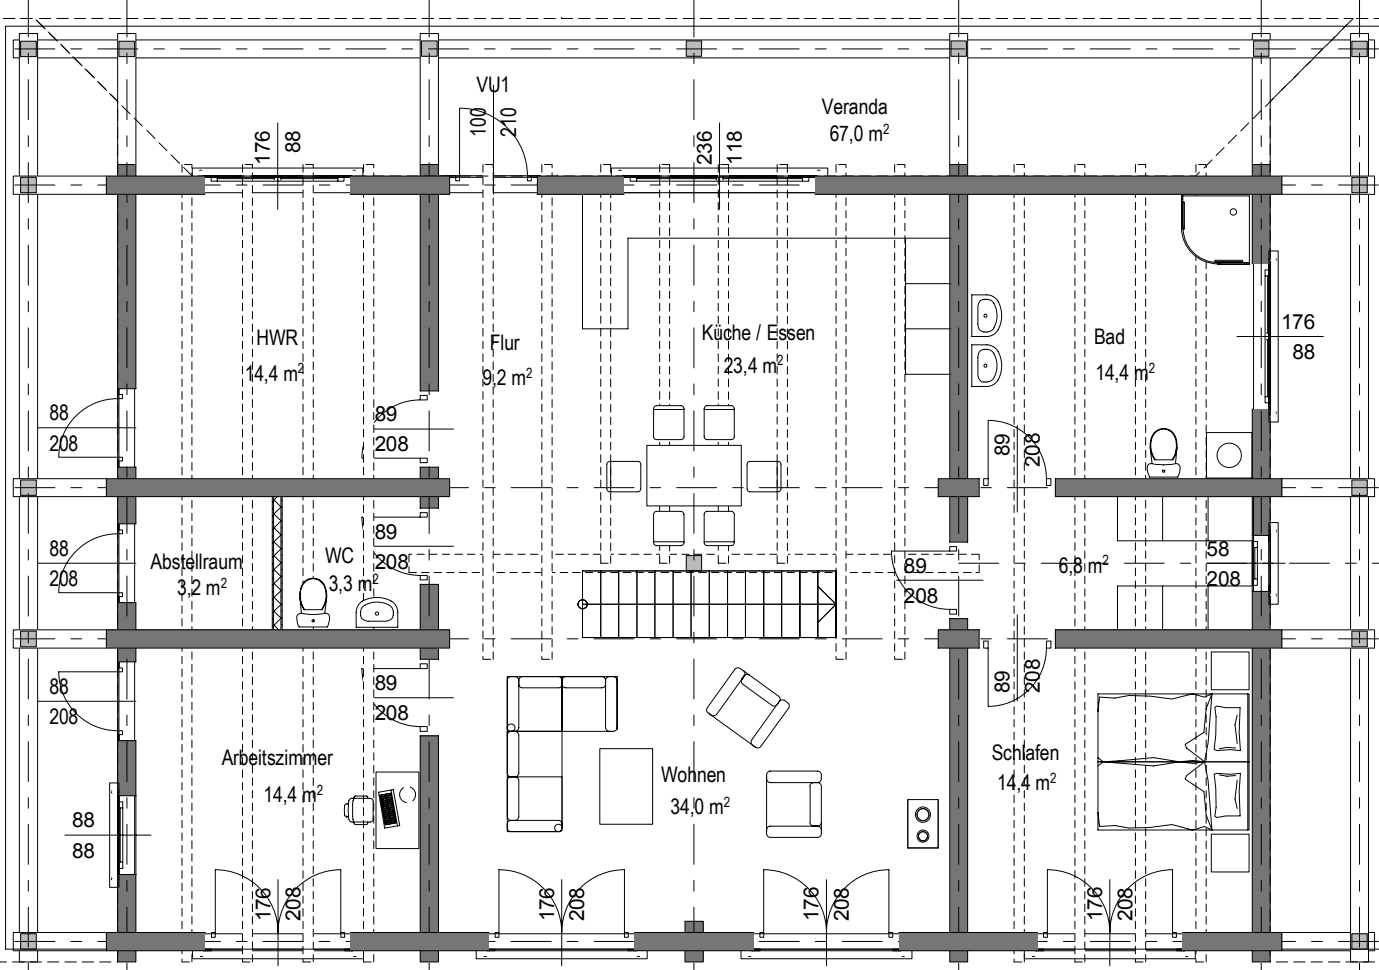 VU1
100
210
Veranda
67,0 m²
176
88
236
118
HWR
14,4 m²
Flur
9,2 m²
Küche / Essen
23,4 m²
Bad
14,4 m²
176
88
88
208
89
208
89
208
88
208
Abstellraum
3,2 m²
WC
3,3 m²
89
208
89
208
6,8 m²
58
208
88
208
89
208
89
208
Arbeitszimmer
14,4 m²
Wohnen
34,0 m²
Schlafen
14,4 m²
88
88
176
208
176
208
176
208
176
208